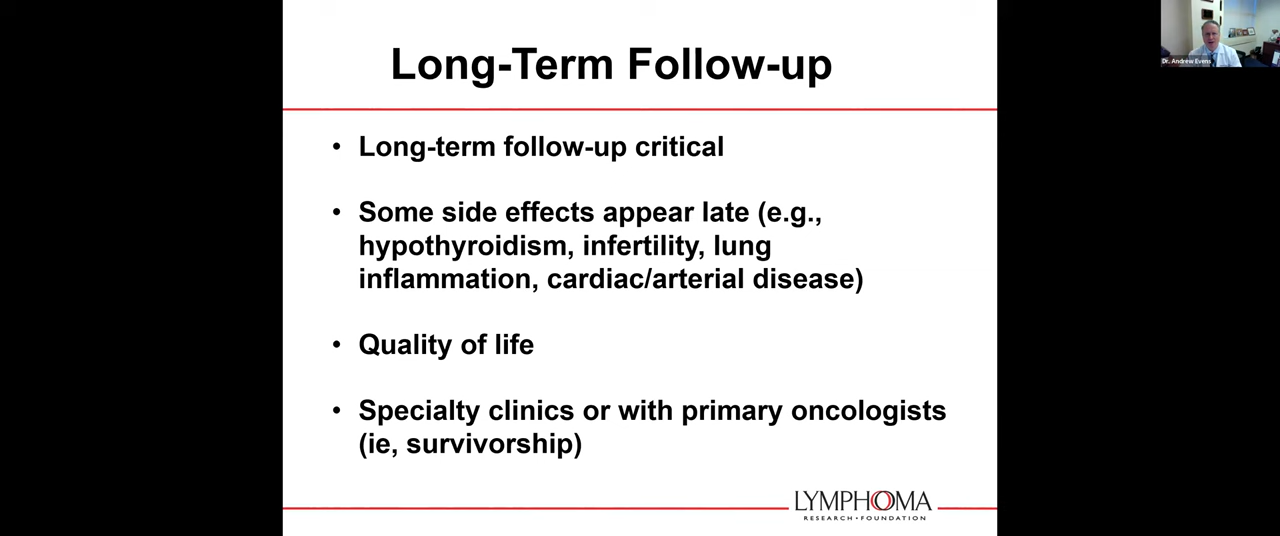 Long-Term Follow-up
Dr. Andrew Evens
• Long-term follow-up critical
• Some side effects appear late (e.g.,
hypothyroidism, infertility, lung
inflammation, cardiac/arterial disease)
• Quality of life
• Specialty clinics or with primary oncologists
(ie, survivorship)
LYMPHOMA
RESEARCH • FOUNDATION